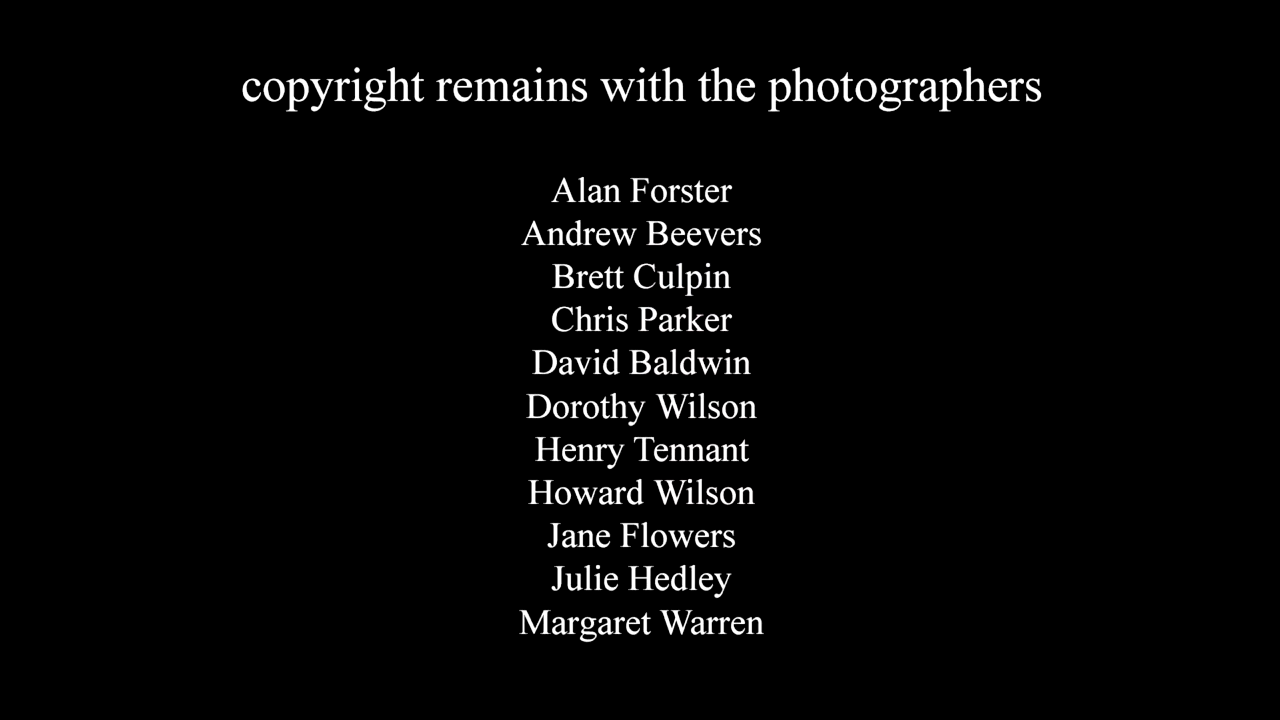 copyright remains with the photographers
Alan Forster
Andrew Beevers
Brett Culpin
Chris Parker
David Baldwin
Dorothy Wilson
Henry Tennant
Howard Wilson
Jane Flowers
Julie Hedley
Margaret Warren